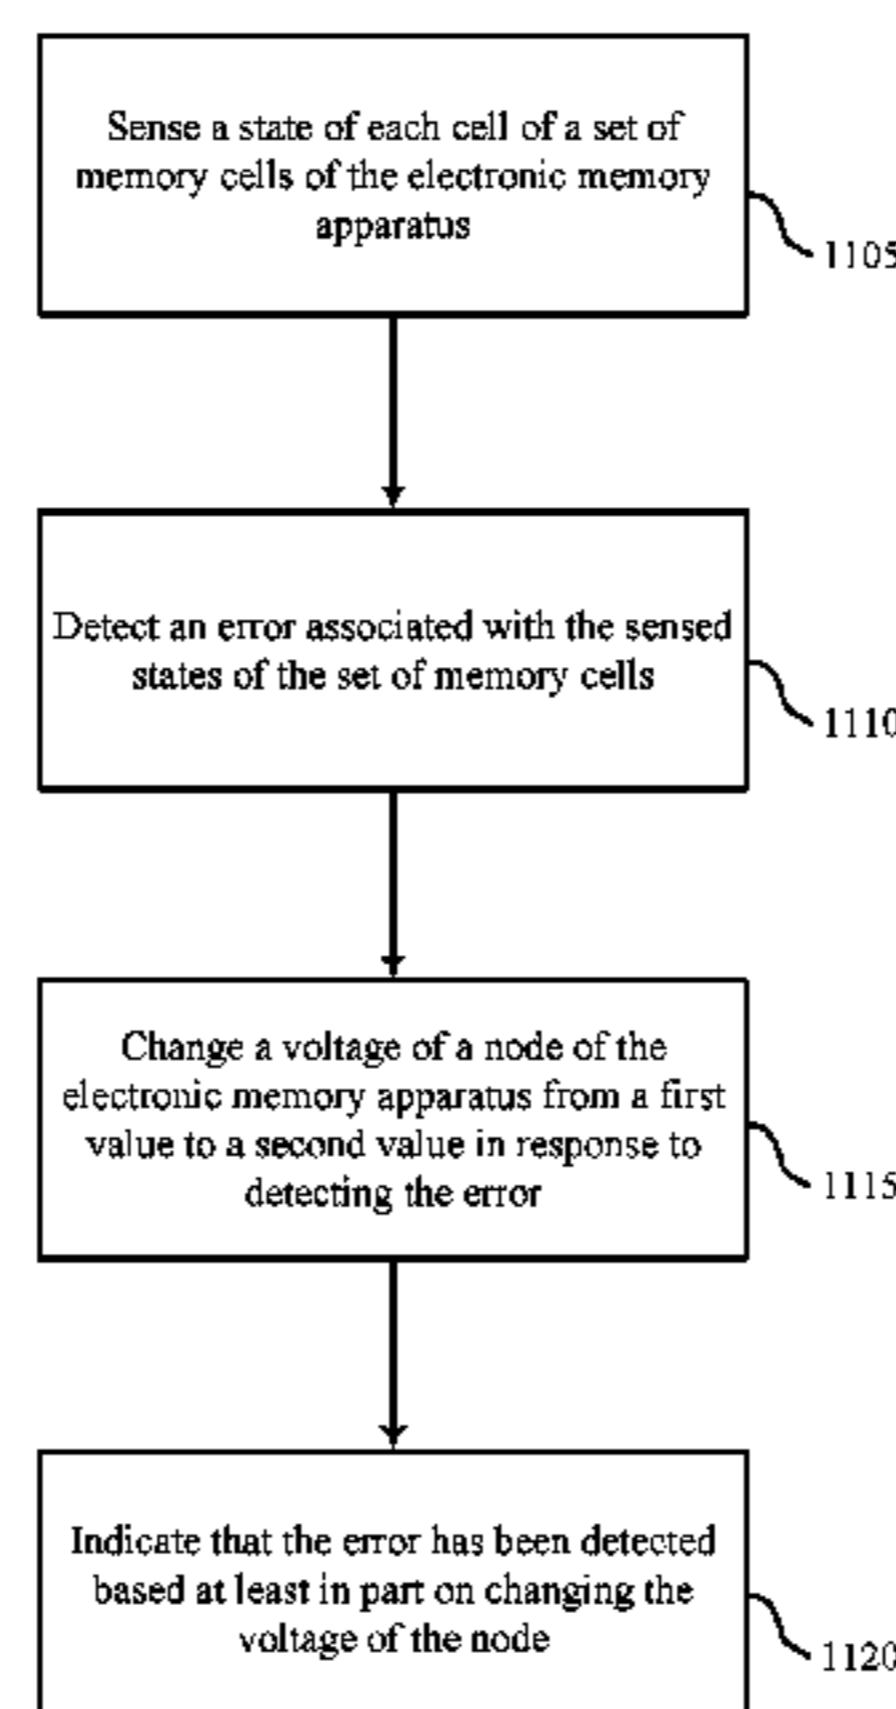 Sense a state of each cell of a set of
memory cells of the electronic memory
apparatus
1105
Detect an error associated with the sensed
states of the set of memory cells
1110
Change a voltage of a node of the
electronic memory apparatus from a first
value to a second value in response to
detecting the error
1115
Indicate that the error has been detected
based at least in part on changing the
voltage of the node
1120